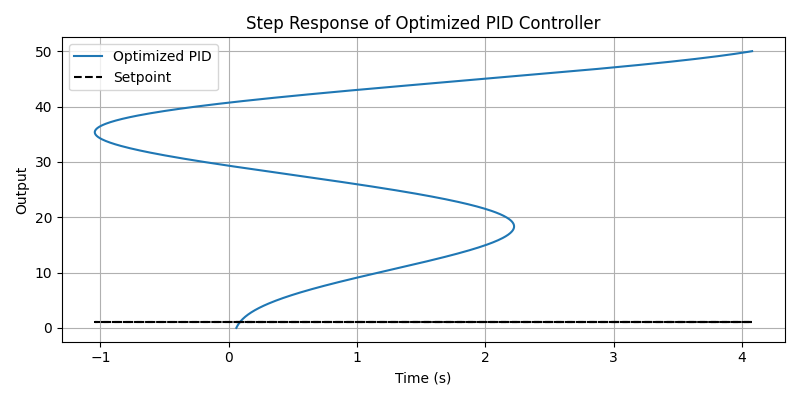 Step Response of Optimized PID Controller
Optimized PID
Setpoint
Output
50
40
30
20
10
0
−1
0
1
2
3
4
Time (s)